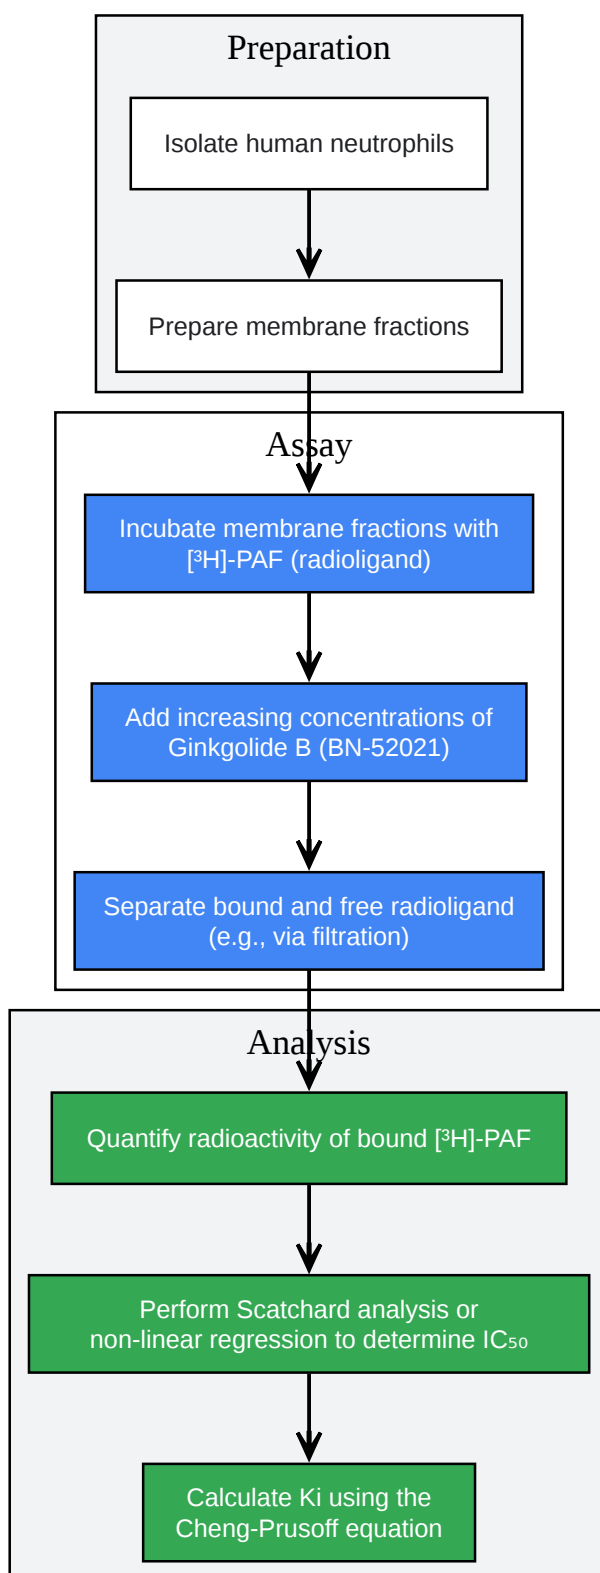 Preparation
Isolate human neutrophils
Prepare membrane fractions
Assay
Incubate membrane fractions with
[³H]-PAF (radioligand)
Add increasing concentrations of
Ginkgolide B (BN-52021)
Separate bound and free radioligand
(e.g., via filtration)
Analysis
Quantify radioactivity of bound [³H]-PAF
Perform Scatchard analysis or
non-linear regression to determine IC₅₀
Calculate Ki using the
Cheng-Prusoff equation